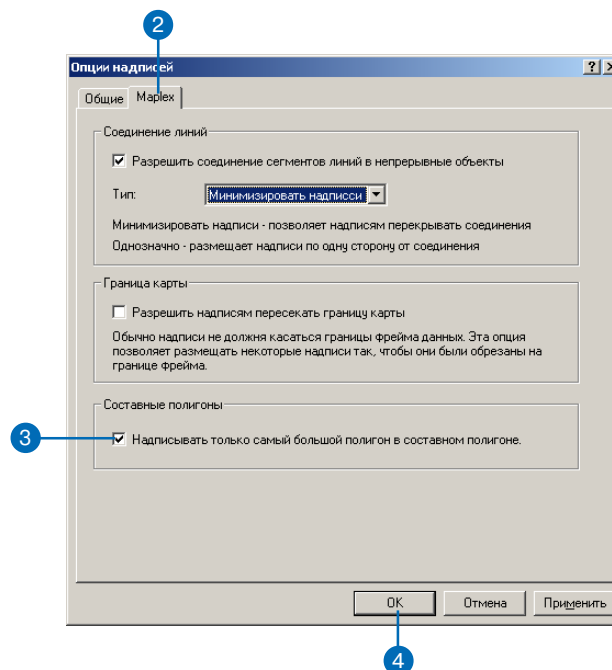 2
Опции надписей
Общие Maplex
Соединение линий
Разрешить соединение сегментов линий в непрерывные объекты
Тип: Минимизировать надписси
Минимизировать надписи - позволяет надписям перекрывать соединения
Однозначно - размещает надписи по одну сторону от соединения
Граница карты
Разрешить надписям пересекать границу карты
Обычно надписи не должня касаться границы фрейма данных. Эта опция
позволяет размещать некоторые надписи так, чтобы они были обрезаны на
границе фрейма.
Составные полигоны
3 Надписывать только самый большой полигон в составном полигоне.
OK Отмена Применить
4